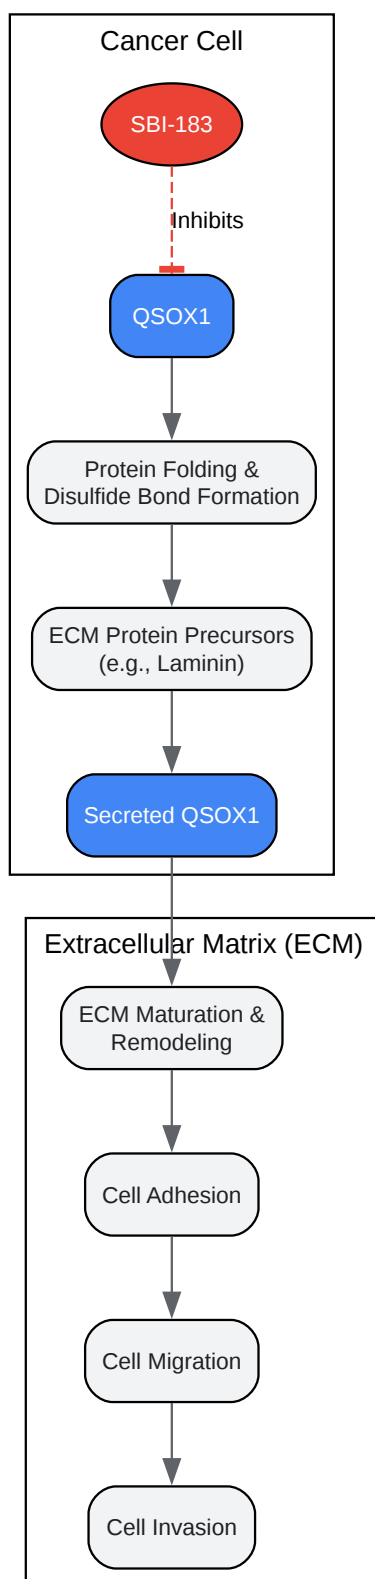 Cancer Cell
SBI-183
Inhibits
QSOX1
Protein Folding &
Disulfide Bond Formation
ECM Protein Precursors
(e.g., Laminin)
Secreted QSOX1
Extracellular Matrix (ECM)
ECM Maturation &
Remodeling
Cell Adhesion
Cell Migration
Cell Invasion